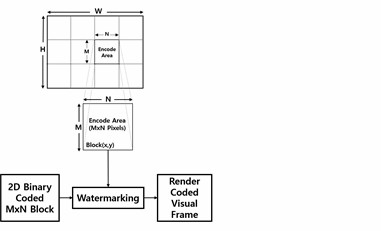 W
N
H
M
Encode
Area
N
M
Encode Area
(MxN Pixels)
Block(x,y)
2D Binary
Coded
MxN Block
Watermarking
Render
Coded
Visual
Frame